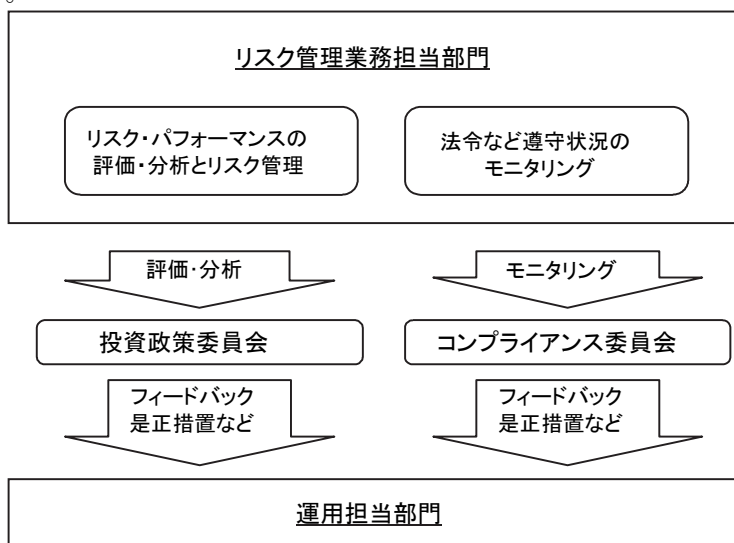 。
リスク管理業務担当部門
リスク・パフォーマンスの
評価・分析とリスク管理
法令など遵守状況の
モニタリング
評価・分析
モニタリング
投資政策委員会
コンプライアンス委員会
フィードバック
是正措置など
フィードバック
是正措置など
運用担当部門